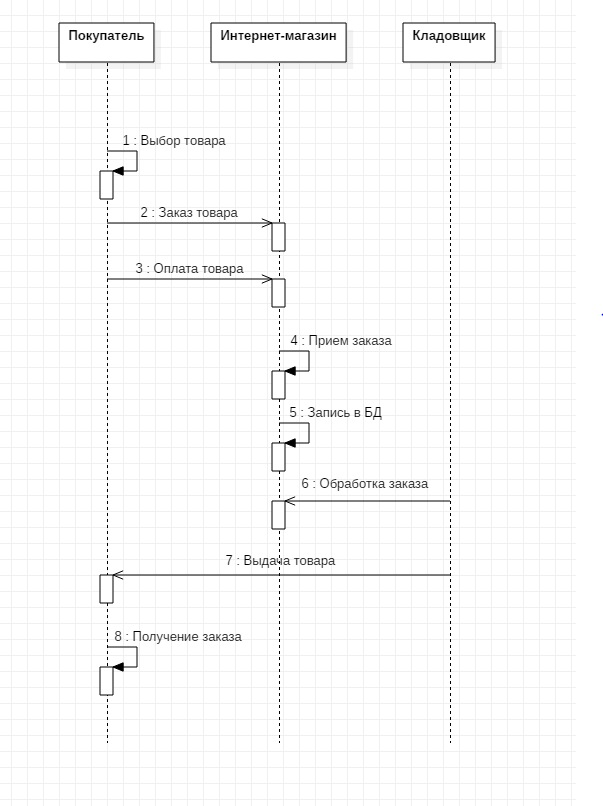 Покупатель
Интернет-магазин
Кладовщик
1 : Выбор товара
2 : Заказ товара
3 : Оплата товара
4 : Прием заказа
5 : Запись в БД
6 : Обработка заказа
7 : Выдача товара
8 : Получение заказа